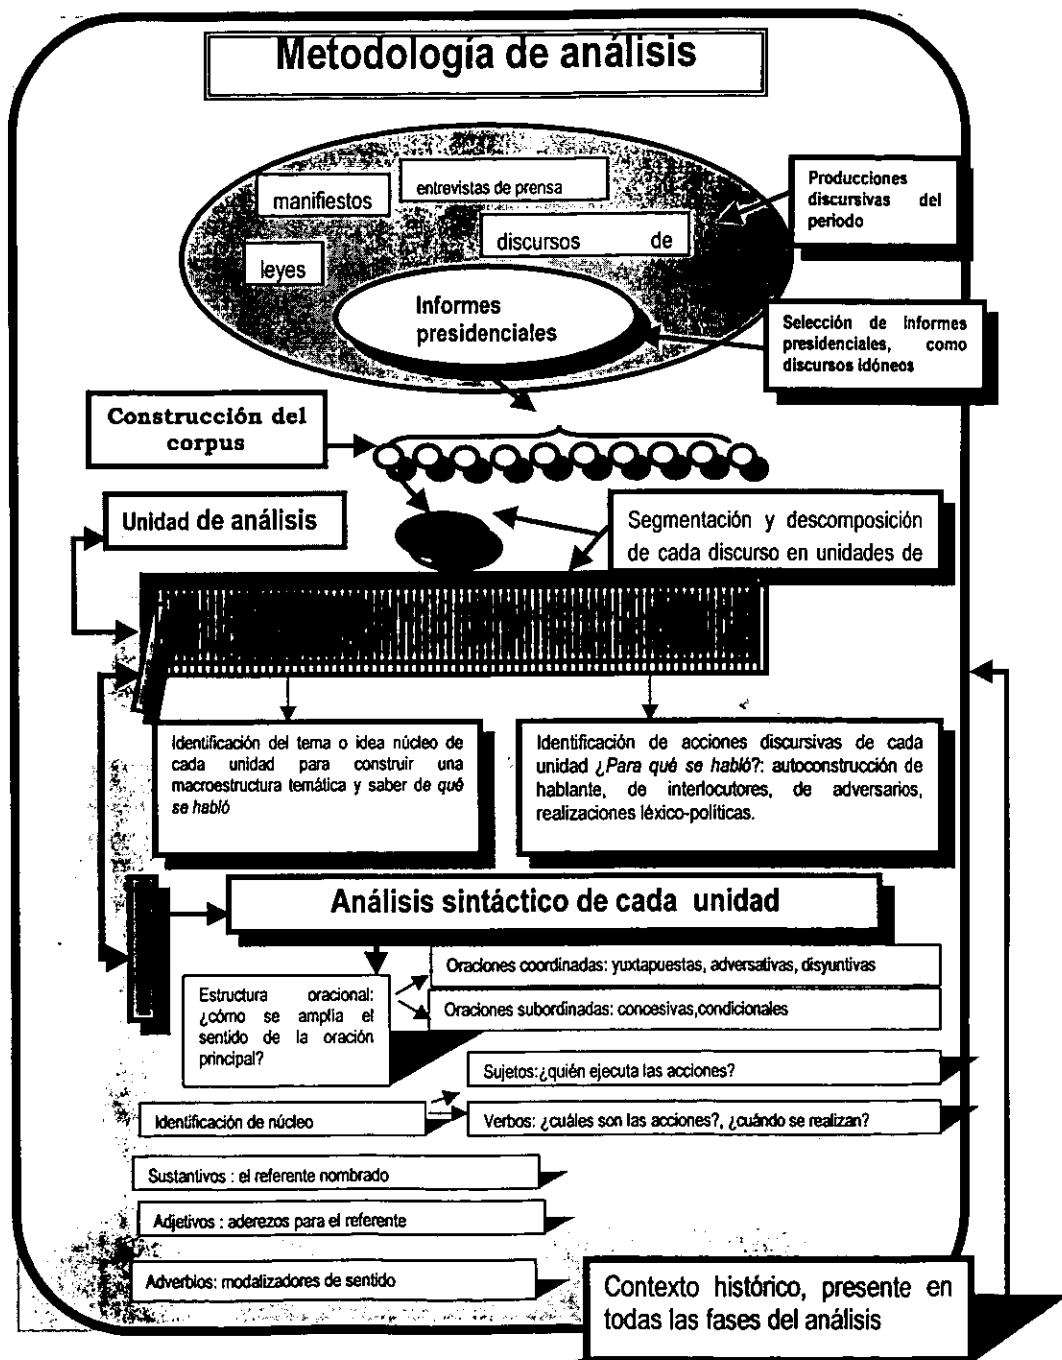 Metodología de análisis
manifiestos
entrevistas de prensa
discursos de
leyes
Informes
presidenciales
Producciones
discursivas del
periodo
Selección de informes
presidenciales, como
discursos idóneos
Construcción del
corpus
Unidad de análisis
Segmentación y descomposición
de cada discurso en unidades de
Identificación del tema o idea núcleo de
cada unidad para construir una
macroestructura temática y saber de qué
se habló
Identificación de acciones discursivas de cada
unidad ¿Para qué se habló?: autoconstrucción de
hablante, de interlocutores, de adversarios,
realizaciones léxico-políticas.
Análisis sintáctico de cada unidad
Estructura oracional:
¿cómo se amplía el
sentido de la oración
principal?
Oraciones coordinadas: yuxtapuestas, adversativas, disyuntivas
Oraciones subordinadas: concesivas,condicionales
Identificación de núcleo
Sujetos:¿quién ejecuta las acciones?
Verbos: ¿cuáles son las acciones?, ¿cuándo se realizan?
Sustantivos : el referente nombrado
Adjetivos : aderezos para el referente
Adverbios: modalizadores de sentido
Contexto histórico, presente en
todas las fases del análisis